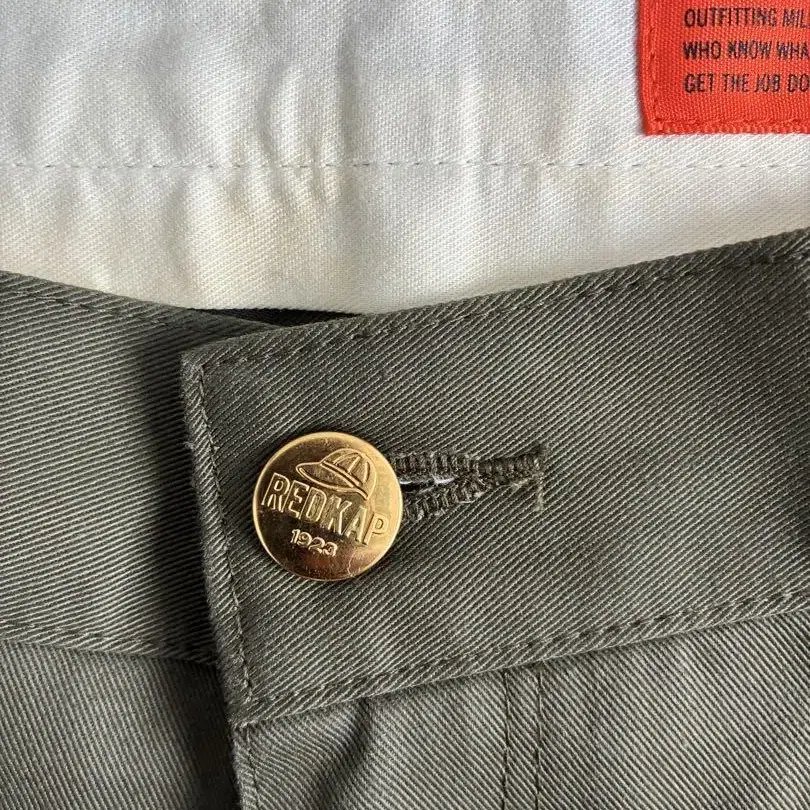 OUTFITTING MIL
WHO KNOW WHA
GET THE JOB DO
REDKAP
1923